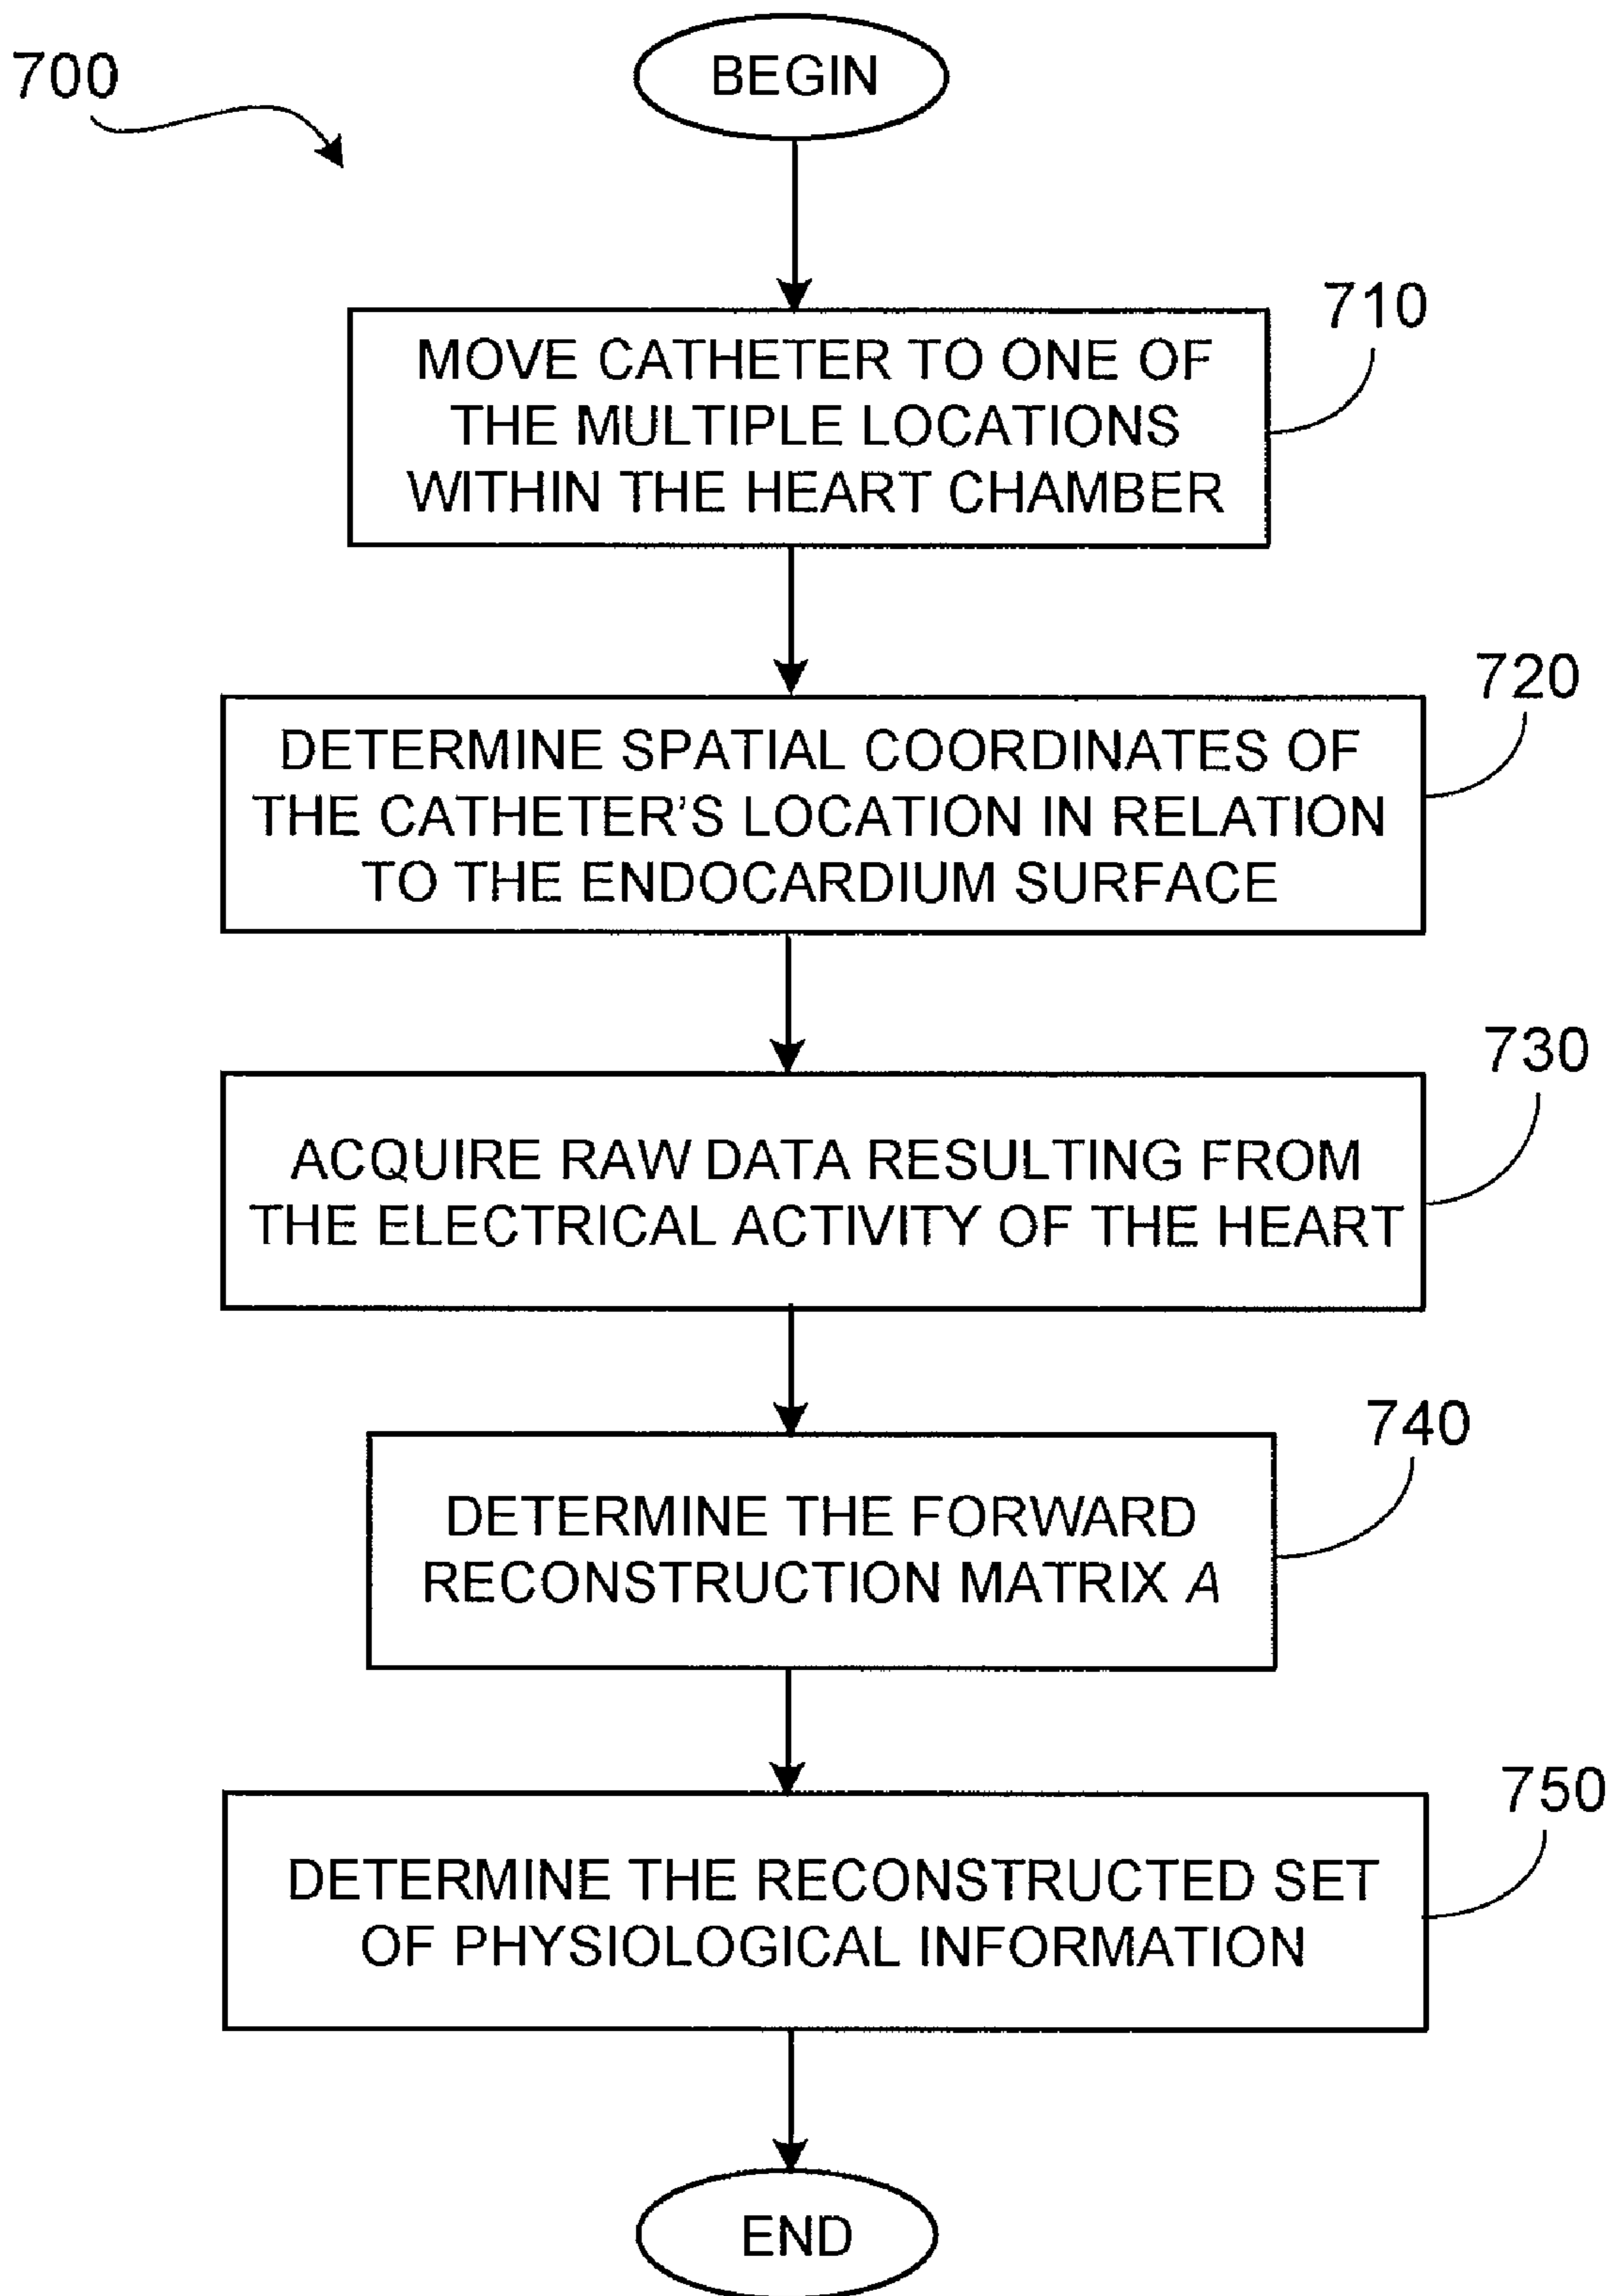 700
BEGIN
710
MOVE CATHETER TO ONE OF
THE MULTIPLE LOCATIONS
WITHIN THE HEART CHAMBER
720
DETERMINE SPATIAL COORDINATES OF
THE CATHETER'S LOCATION IN RELATION
TO THE ENDOCARDIUM SURFACE
730
ACQUIRE RAW DATA RESULTING FROM
THE ELECTRICAL ACTIVITY OF THE HEART
740
DETERMINE THE FORWARD
RECONSTRUCTION MATRIX A
750
DETERMINE THE RECONSTRUCTED SET
OF PHYSIOLOGICAL INFORMATION
END